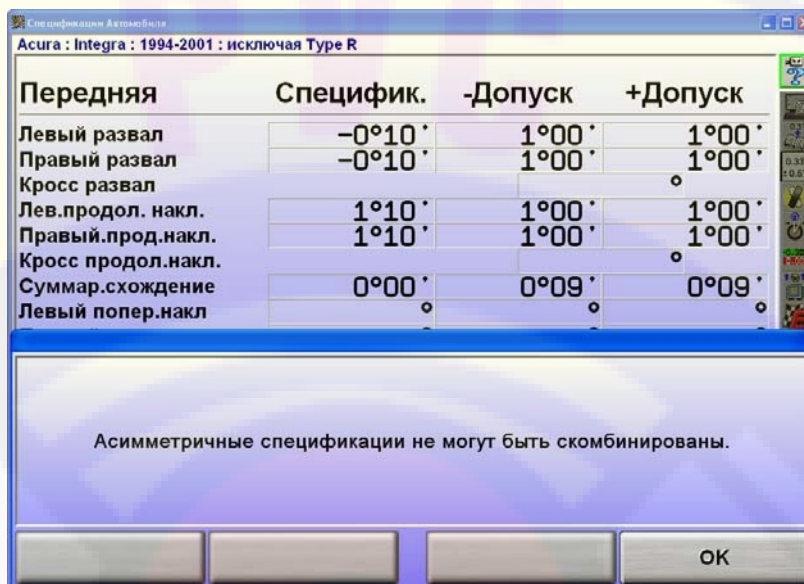 Спецификации Автомобиля
Acura : Integra : 1994-2001 : исключая Type R
Передняя Специфик. -Допуск +Допуск
Левый развал −0°10' 1°00' 1°00'
Правый развал −0°10' 1°00' 1°00'
Кросс развал °
Лев.продол. накл. 1°10' 1°00' 1°00'
Правый.прод.накл. 1°10' 1°00' 1°00'
Кросс продол.накл. °
Суммар.схождение 0°00' 0°09' 0°09'
Левый попер.накл ° ° °
Асимметричные спецификации не могут быть скомбинированы.
OK